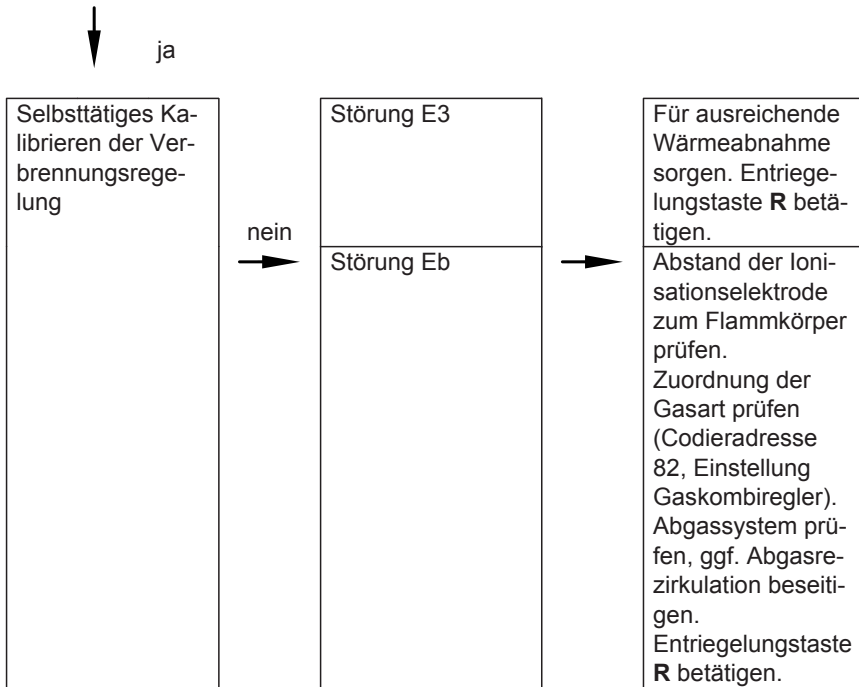 ja
Selbsttätiges Ka-
librieren der Ver-
brennungsrege-
lung
nein
Störung E3
Für ausreichende
Wärmeabnahme
sorgen. Entriege-
lungstaste R betä-
tigen.
Störung Eb
Abstand der Ioni-
sationselektrode
zum Flammkörper
prüfen.
Zuordnung der
Gasart prüfen
(Codieradresse
82, Einstellung
Gaskombiregler).
Abgassystem prü-
fen, ggf. Abgasre-
zirkulation beseiti-
gen.
Entriegelungstaste
R betätigen.